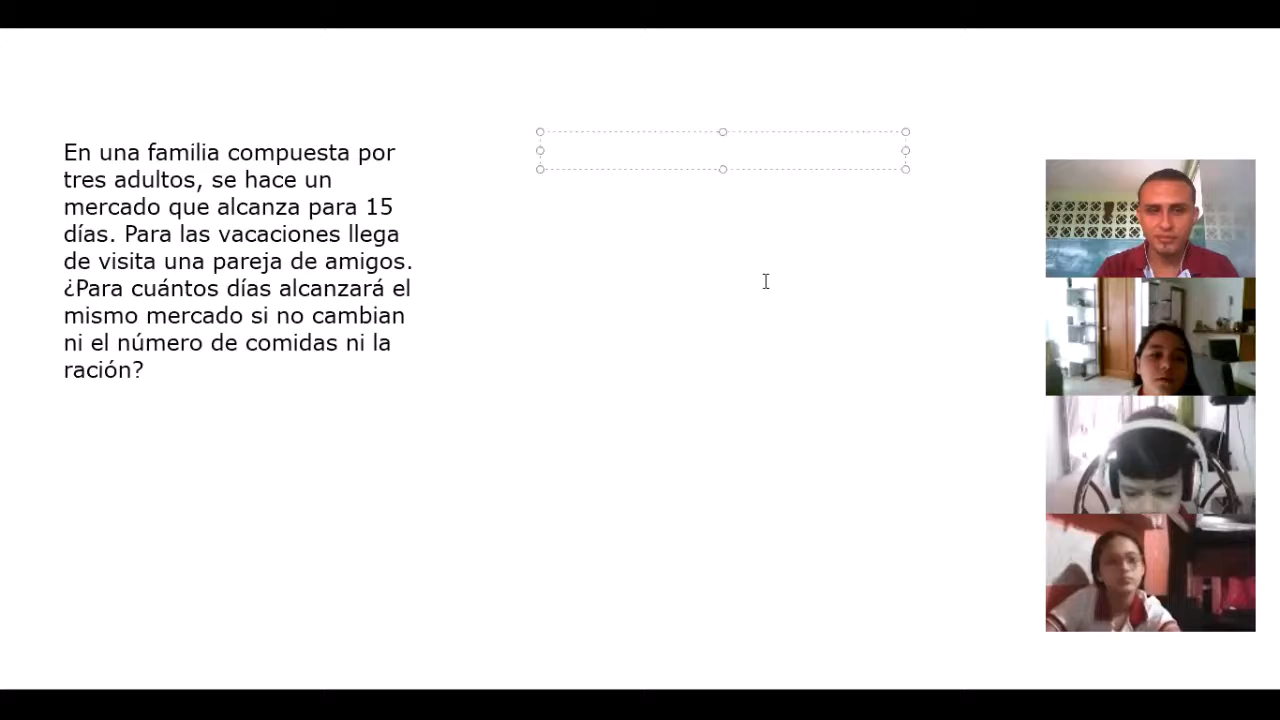 En una familia compuesta por
tres adultos, se hace un
mercado que alcanza para 15
días. Para las vacaciones llega
de visita una pareja de amigos.
¿Para cuántos días alcanzará el
mismo mercado si no cambian
ni el número de comidas ni la
ración?